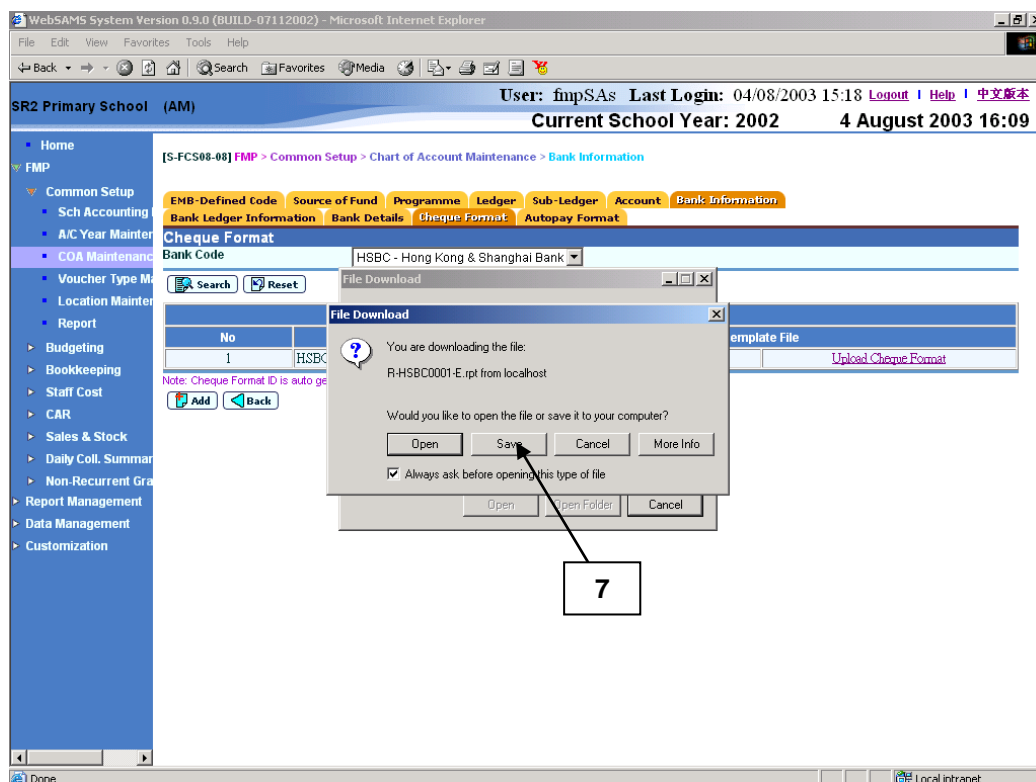 WebSAMS System Version 0.9.0 (BUILD-07112002) - Microsoft Internet Explorer
File Edit View Favorites Tools Help
Back Search Favorites Media
SR2 Primary School (AM)
User: fmpSAs Last Login: 04/08/2003 15:18 Logout | Help | 中文版本
Current School Year: 2002 4 August 2003 16:09
Home
FMP
Common Setup
Sch Accounting
A/C Year Mainter
COA Maintenanc
Voucher Type Ma
Location Mainter
Report
Budgeting
Bookkeeping
Staff Cost
CAR
Sales & Stock
Daily Coll. Summar
Non-Recurrent Gra
Report Management
Data Management
Customization
[S-FCS08-08] FMP > Common Setup > Chart of Account Maintenance > Bank Information
EMB-Defined Code Source of Fund Programme Ledger Sub-Ledger Account Bank Information
Bank Ledger Information Bank Details Cheque Format Autopay Format
Cheque Format
Bank Code HSBC - Hong Kong & Shanghai Bank
Search Reset
No emplate File
1 HSBC Upload Cheque Format
Note: Cheque Format ID is auto ge
Add Back
File Download
File Download
You are downloading the file:
R-HSBC0001-E.rpt from localhost
Would you like to open the file or save it to your computer?
Open Save Cancel More Info
Always ask before opening this type of file
Open Open Folder Cancel
7
Done Local intranet